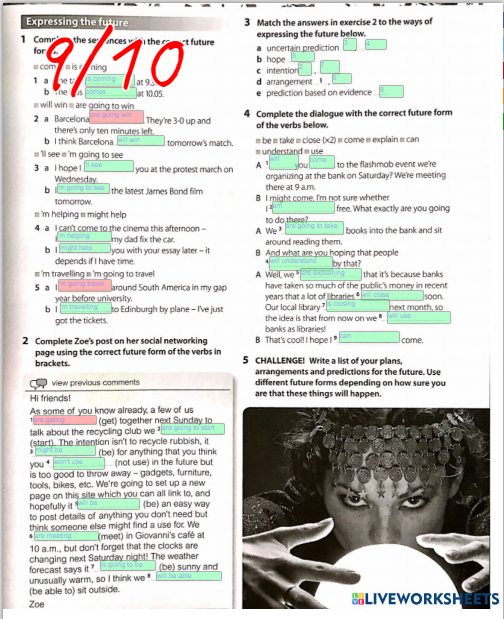 Expressing the future
9/10
1 Complete the sentences with the correct future
■ comes ■ is coming
1 a The is coming at 9.
b The comes at 10.05.
■ will win ■ are going to win
2 a Barcelona are going win They're 3-0 up and
there's only ten minutes left.
b I think Barcelona will win tomorrow's match.
■ 'll see ■ 'm going to see
3 a I hope I 'll see you at the protest march on
Wednesday.
b I 'm going to see the latest James Bond film
tomorrow.
■ 'm helping ■ might help
4 a I can't come to the cinema this afternoon –
I 'm helping my dad fix the car.
b I might help you with your essay later – it
depends if I have time.
■ 'm travelling ■ 'm going to travel
5 a I 'm going travel around South America in my gap
year before university.
b I 'm travelling to Edinburgh by plane – I've just
got the tickets.
2 Complete Zoe's post on her social networking
page using the correct future form of the verbs in
brackets.
view previous comments
Hi friends!
As some of you know already, a few of us
1 are geting (get) together next Sunday to
talk about the recycling club we 2 are going to start
(start). The intention isn't to recycle rubbish, it
3 might be (be) for anything that you think
you 4 won't use (not use) in the future but
is too good to throw away – gadgets, furniture,
tools, bikes, etc. We're going to set up a new
page on this site which you can all link to, and
hopefully it 5 will be (be) an easy way
to post details of anything you don't need but
think someone else might find a use for. We
6 are meeting (meet) in Giovanni's café at
10 a.m., but don't forget that the clocks are
changing next Saturday night! The weather
forecast says it 7 is going to be (be) sunny and
unusually warm, so I think we 8 will be able
(be able) to sit outside.
Zoe
3 Match the answers in exercise 2 to the ways of
expressing the future below.
a uncertain prediction 3, 4
b hope 5
c intention 2,
d arrangement 1,
e prediction based on evidence
4 Complete the dialogue with the correct future form
of the verbs below.
■ be ■ take ■ close (×2) ■ come ■ explain ■ can
■ understand ■ use
A 1 will you come to the flashmob event we're
organizing at the bank on Saturday? We're meeting
there at 9 a.m.
B I might come. I'm not sure whether
I 2 free. What exactly are you going
to do there?
A We 3 are going to take books into the bank and sit
around reading them.
B And what are you hoping that people
4 will understand by that?
A Well, we 5 are explaining that it's because banks
have taken so much of the public's money in recent
years that a lot of libraries 6 will close soon.
Our local library 7 is closing next month, so
the idea is that from now on we 8 will use
banks as libraries!
B That's cool! I hope I 9 can come.
5 CHALLENGE! Write a list of your plans,
arrangements and predictions for the future. Use
different future forms depending on how sure you
are that these things will happen.
LIVEWORKSHEETS